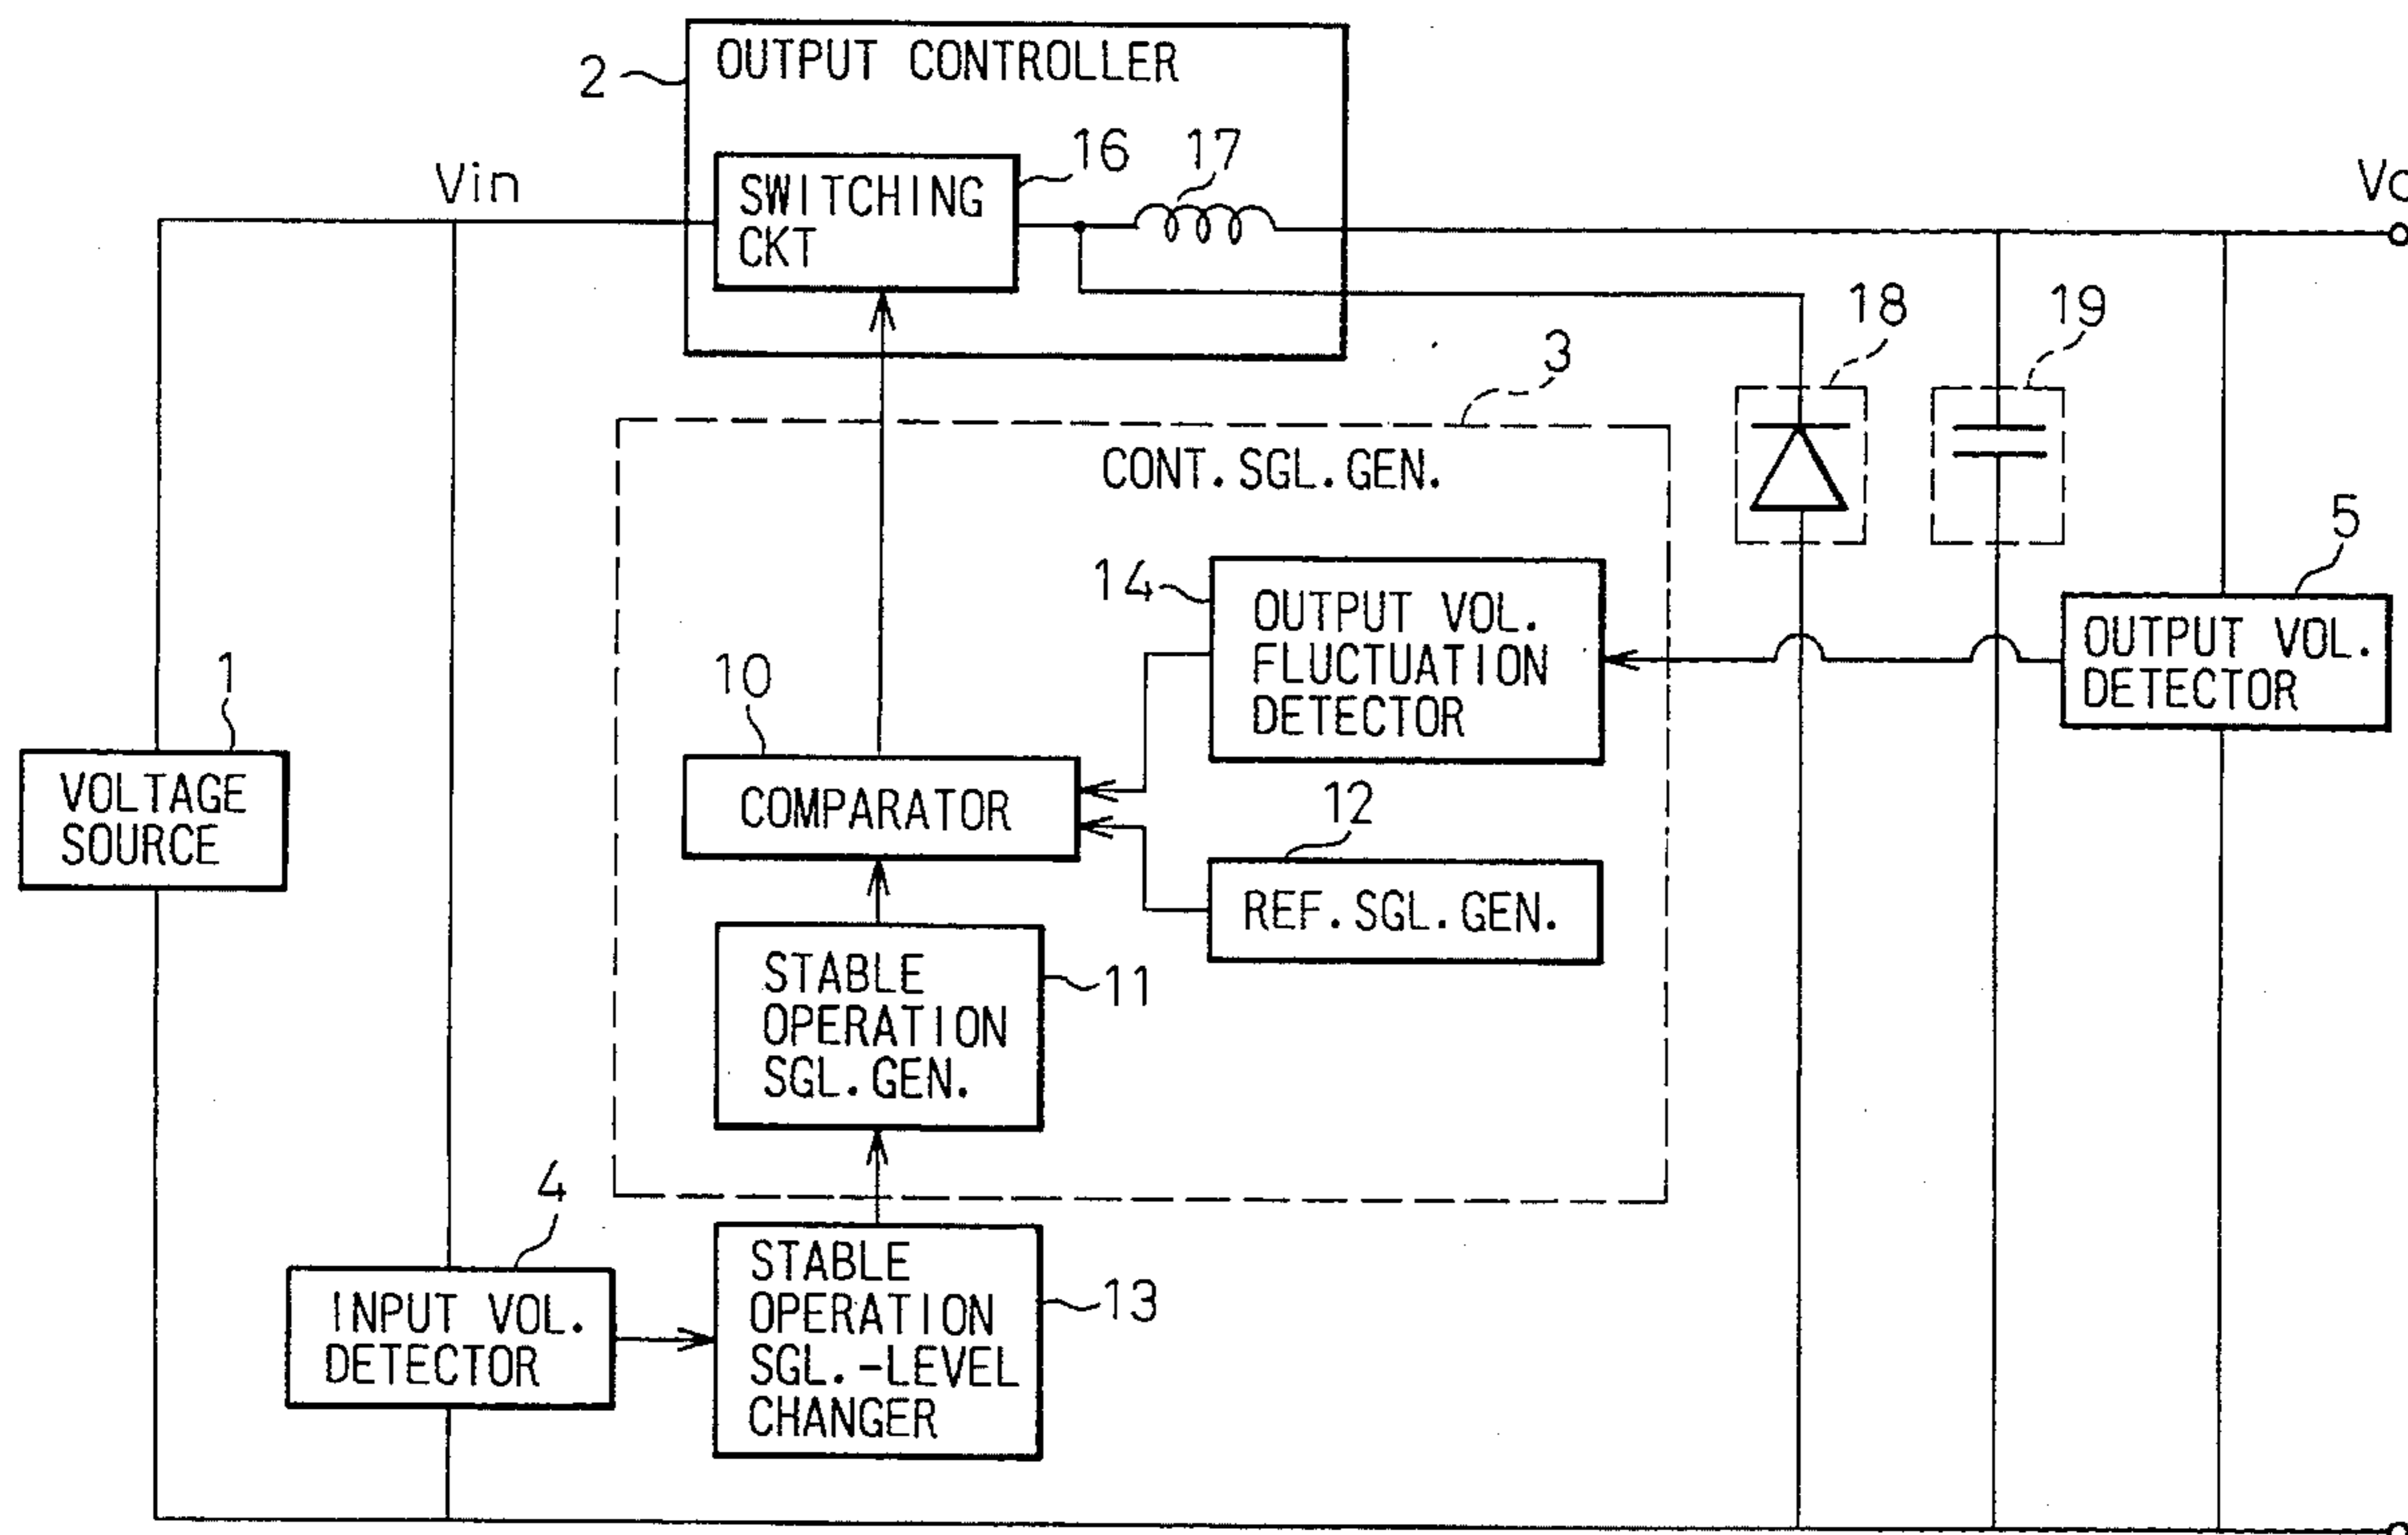 OUTPUT CONTROLLER
2
16
17
Vin
SWITCHING
CKT
18
19
3
CONT.SGL.GEN.
5
14
OUTPUT VOL.
FLUCTUATION
DETECTOR
OUTPUT VOL.
DETECTOR
1
10
VOLTAGE
SOURCE
COMPARATOR
12
REF.SGL.GEN.
STABLE
OPERATION
SGL.GEN.
11
4
STABLE
OPERATION
SGL.-LEVEL
CHANGER
13
INPUT VOL.
DETECTOR